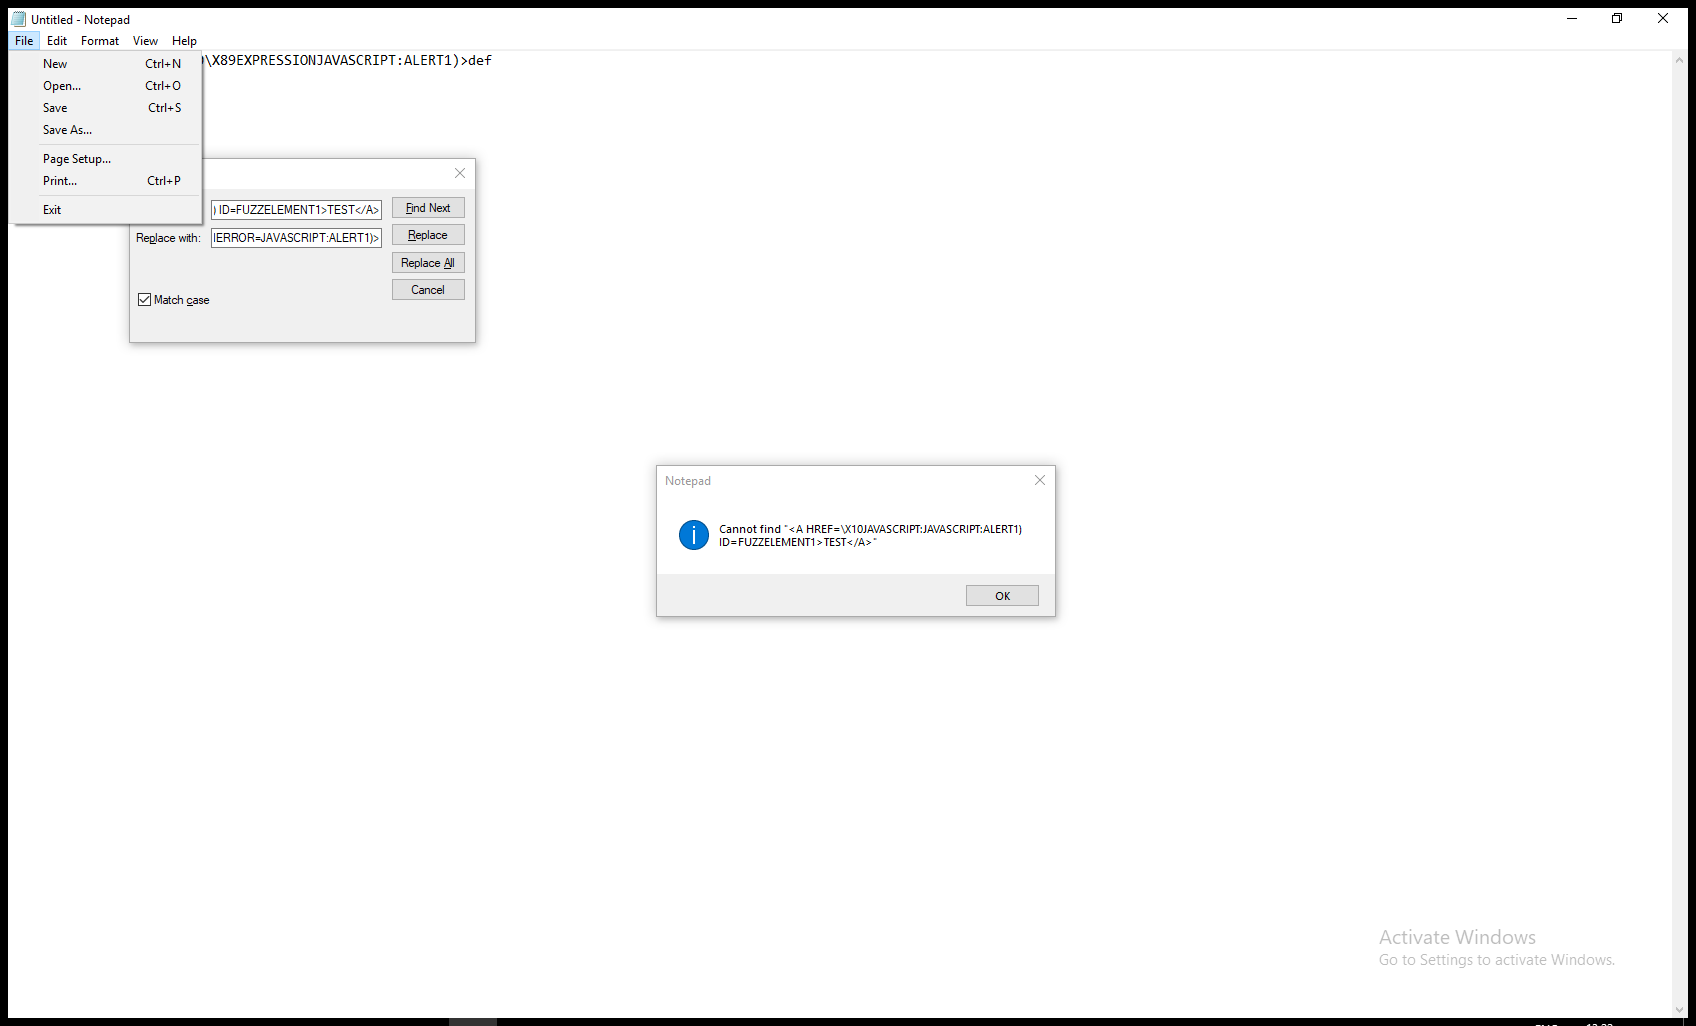 Untitled - Notepad
File Edit Format View Help
\X89EXPRESSIONJAVASCRIPT:ALERT1)>def
New Ctrl+N
Open... Ctrl+O
Save Ctrl+S
Save As...
Page Setup...
Print... Ctrl+P
Exit
) ID=FUZZELEMENT1>TEST</A>
Find Next
Replace with: ERROR=JAVASCRIPT:ALERT1)>
Replace
Replace All
Cancel
Match case
Notepad
Cannot find "<A HREF=\X10JAVASCRIPT:JAVASCRIPT:ALERT1)
ID=FUZZELEMENT1>TEST</A>"
OK
Activate Windows
Go to Settings to activate Windows.